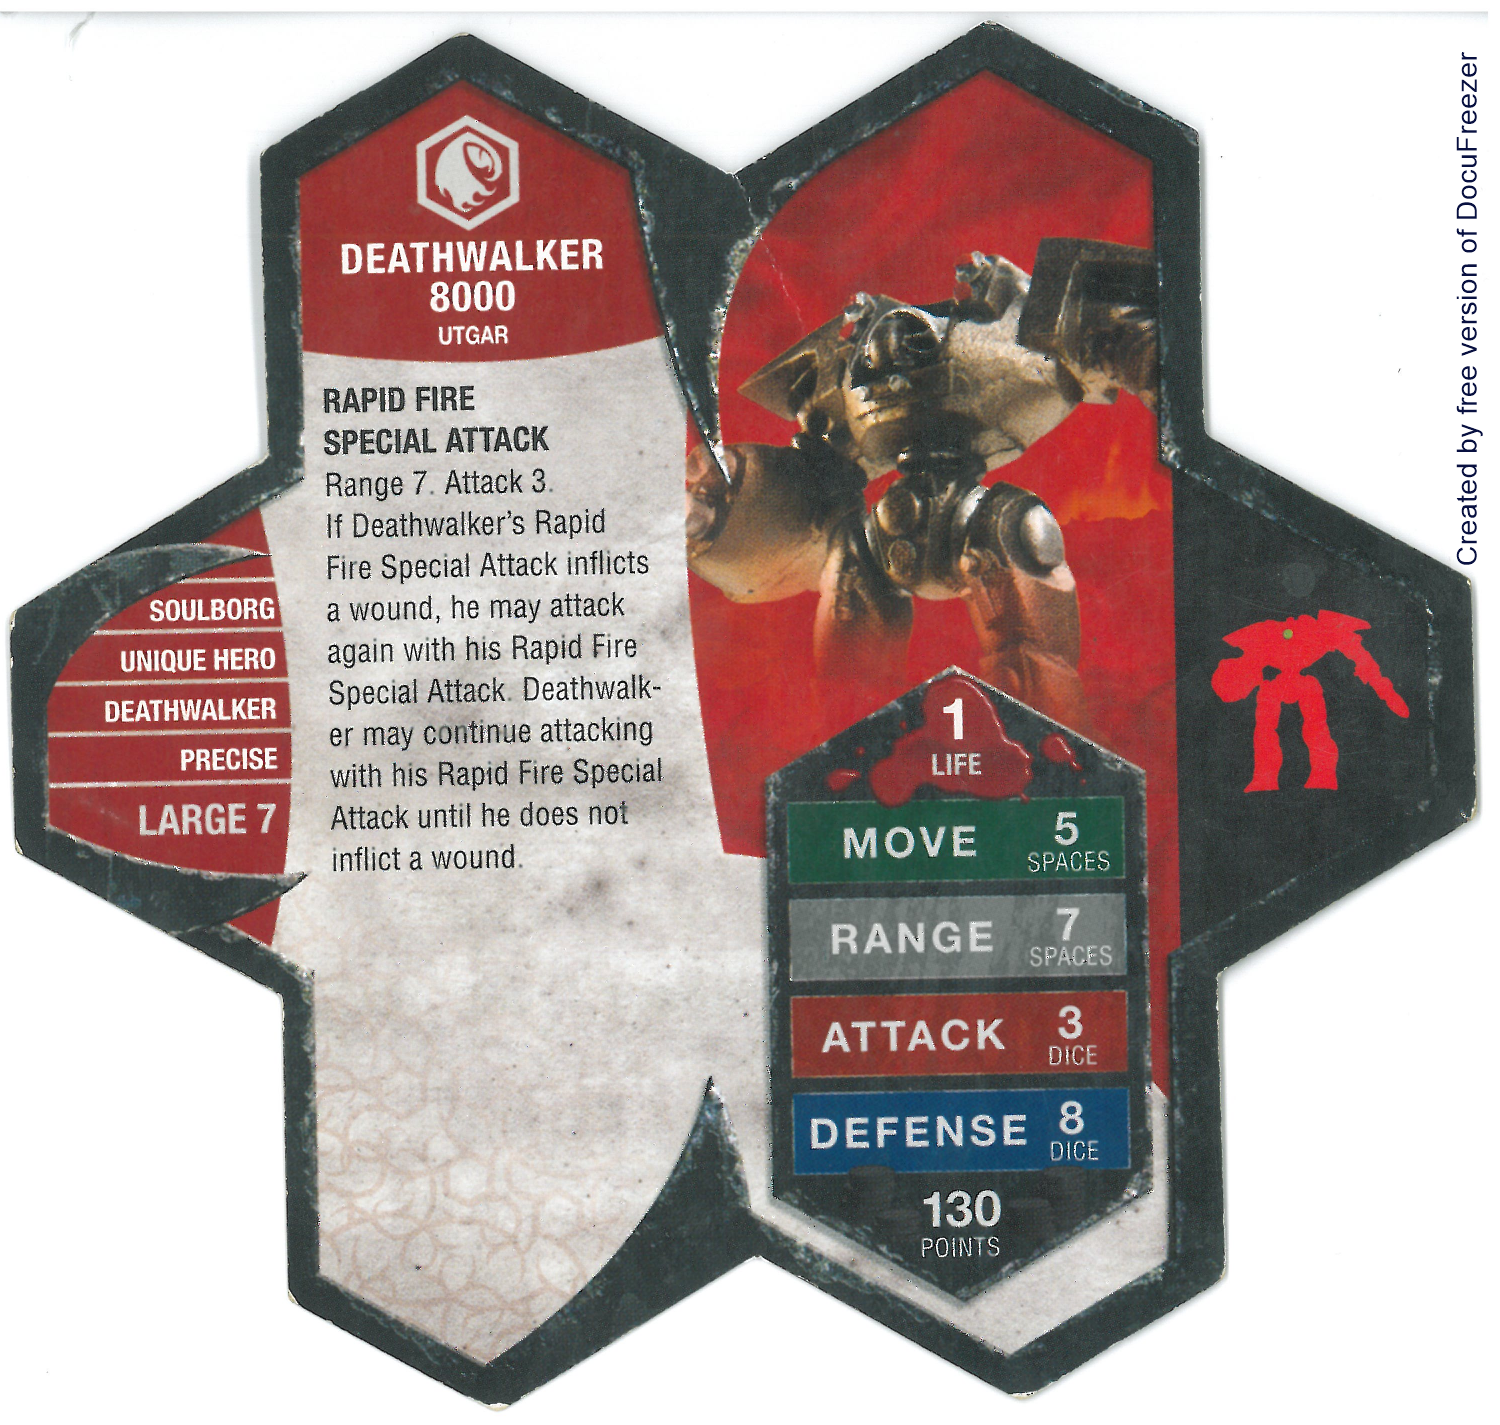 DEATHWALKER
8000
UTGAR
RAPID FIRE
SPECIAL ATTACK
Range 7. Attack 3.
If Deathwalker's Rapid
Fire Special Attack inflicts
a wound, he may attack
again with his Rapid Fire
Special Attack. Deathwalk-
er may continue attacking
with his Rapid Fire Special
Attack until he does not
inflict a wound.
SOULBORG
UNIQUE HERO
DEATHWALKER
PRECISE
LARGE 7
1
LIFE
MOVE 5
SPACES
RANGE 7
SPACES
ATTACK 3
DICE
DEFENSE 8
DICE
130
POINTS
Created by free version of DocuFreezer